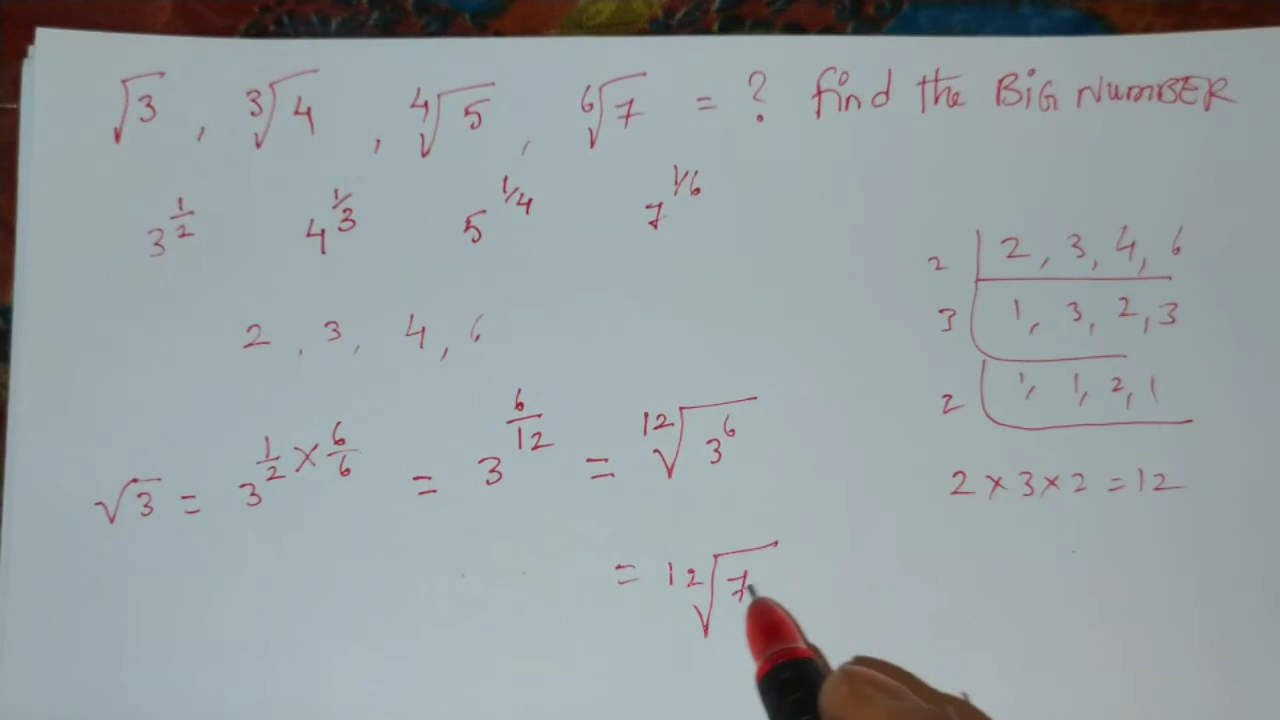 √3 , ∛4 , ∜5 , ⁶√7 = ? find the BiG NuMBER
3^(1/2) 4^(1/3) 5^(1/4) 7^(1/6)
2 , 3 , 4 , 6
√3 = 3^(1/2 × 6/6) = 3^(6/12) = ¹²√(3⁶)
= ¹²√7
2 | 2 , 3 , 4 , 6
3 | 1 , 3 , 2 , 3
2 | 1 , 1 , 2 , 1
2 × 3 × 2 = 12